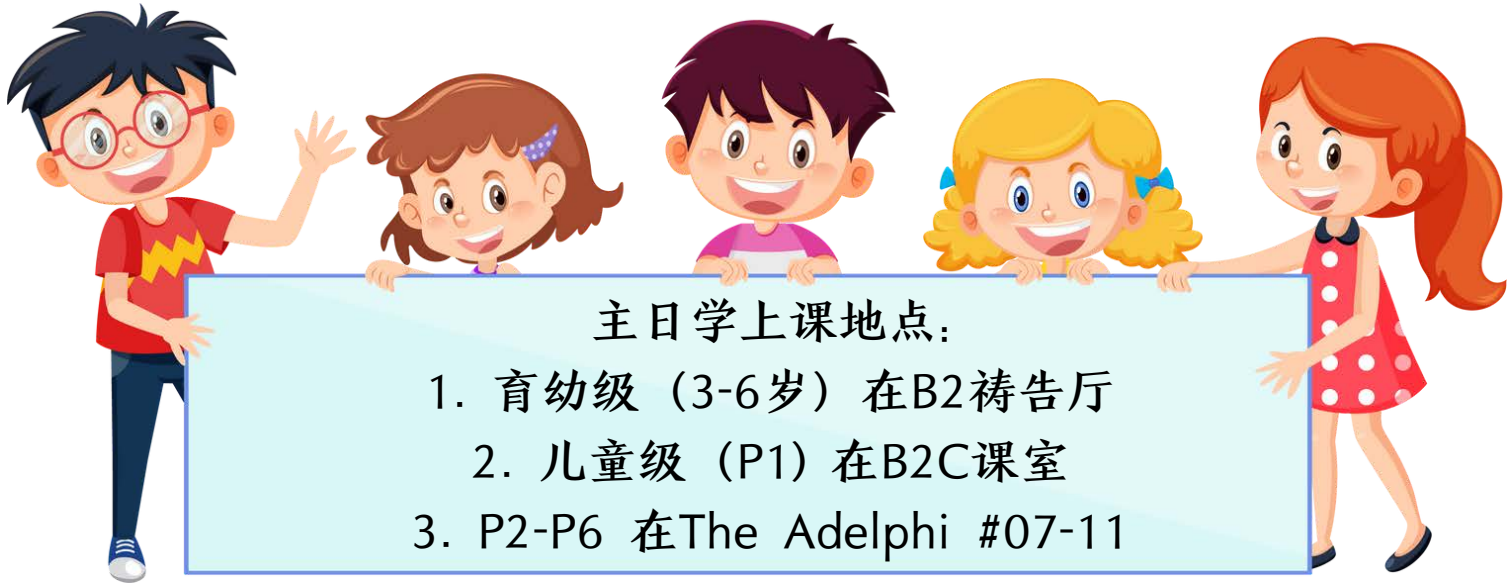 主日学上课地点:
1. 育幼级（3-6岁）在B2祷告厅
2. 儿童级（P1）在B2C课室
3. P2-P6 在The Adelphi #07-11